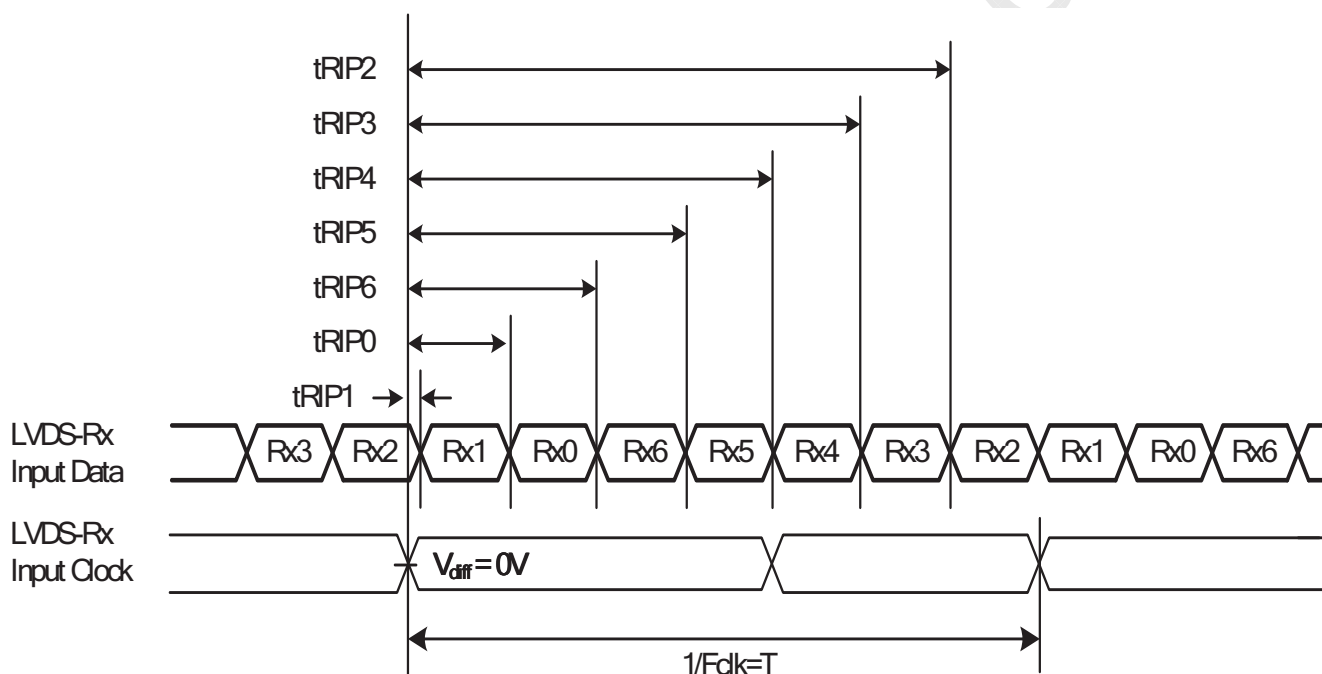 tRIP2
tRIP3
tRIP4
tRIP5
tRIP6
tRIP0
tRIP1
LVDS-Rx
Input Data
Rx3 Rx2 Rx1 Rx0 Rx6 Rx5 Rx4 Rx3 Rx2 Rx1 Rx0 Rx6
LVDS-Rx
Input Clock
Vdiff = 0V
1/Fclk=T